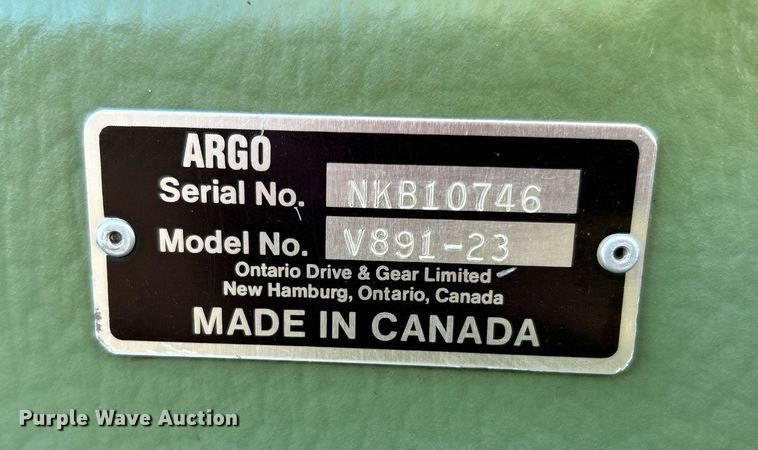 ARGO
Serial No. NKB10746
Model No. V891-23
Ontario Drive & Gear Limited
New Hamburg, Ontario, Canada
MADE IN CANADA
Purple Wave Auction